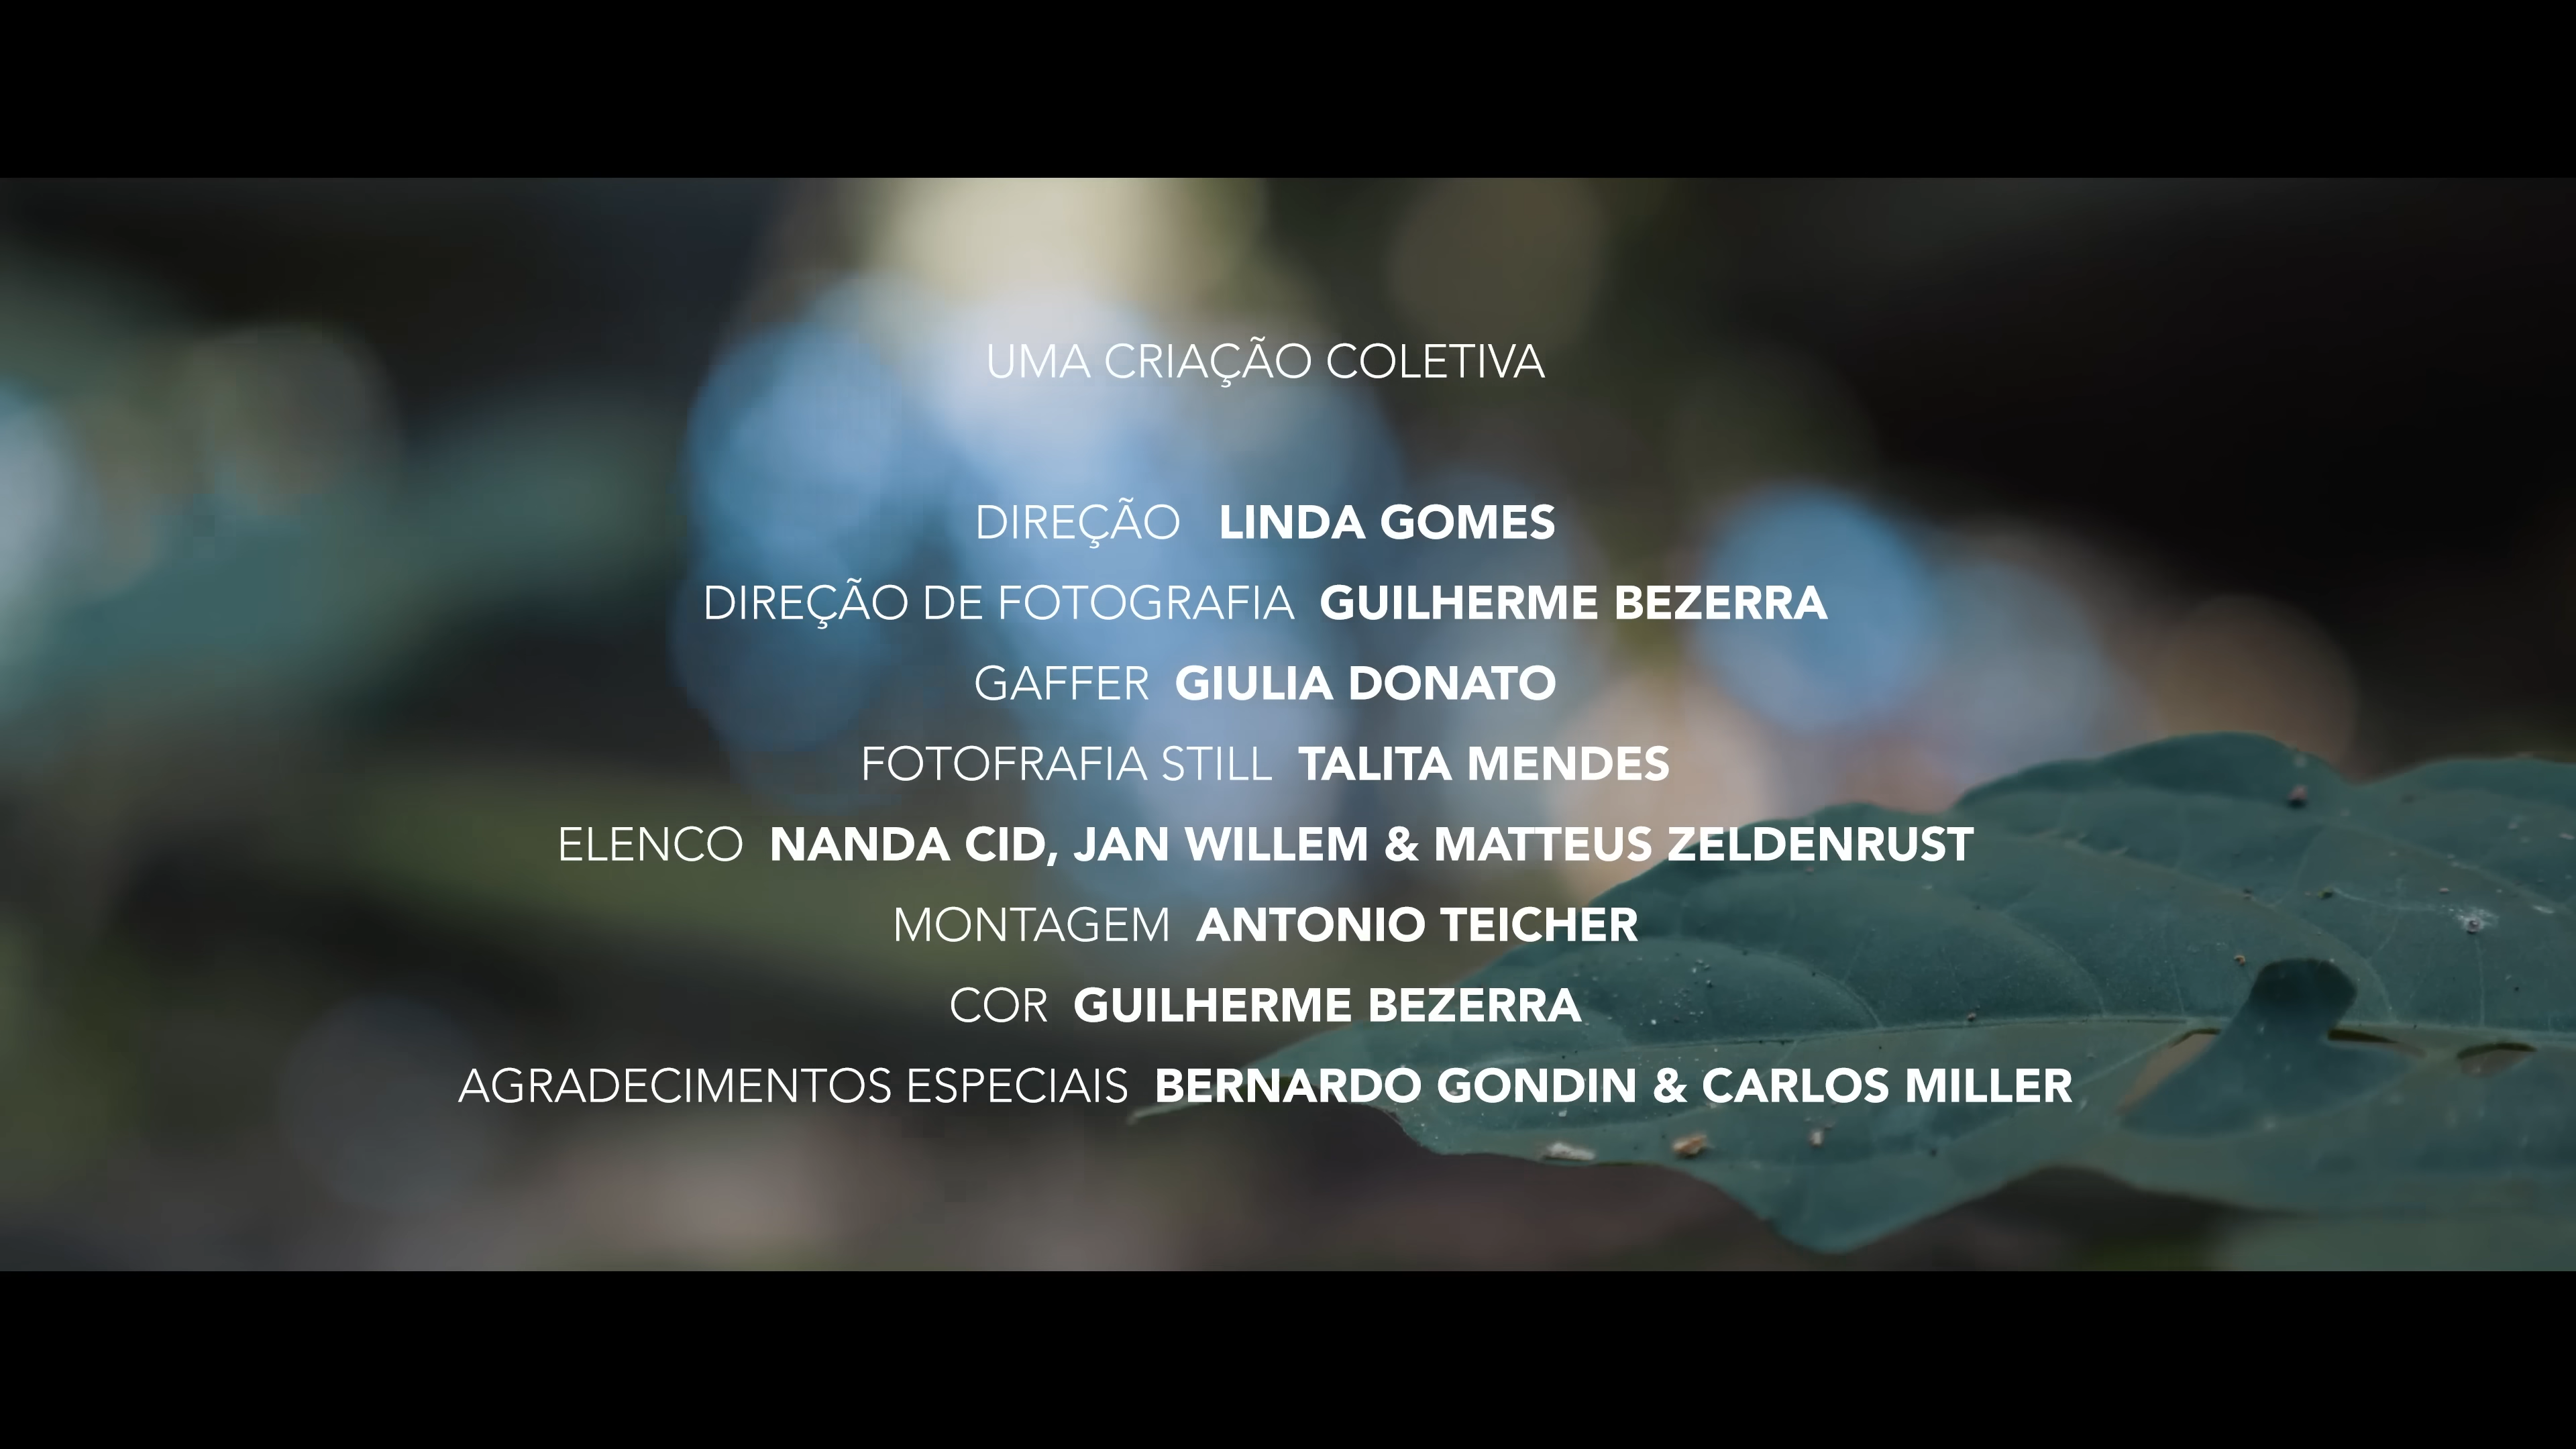 UMA CRIAÇÃO COLETIVA
DIREÇÃO LINDA GOMES
DIREÇÃO DE FOTOGRAFIA GUILHERME BEZERRA
GAFFER GIULIA DONATO
FOTOFRAFIA STILL TALITA MENDES
ELENCO NANDA CID, JAN WILLEM & MATTEUS ZELDENRUST
MONTAGEM ANTONIO TEICHER
COR GUILHERME BEZERRA
AGRADECIMENTOS ESPECIAIS BERNARDO GONDIN & CARLOS MILLER